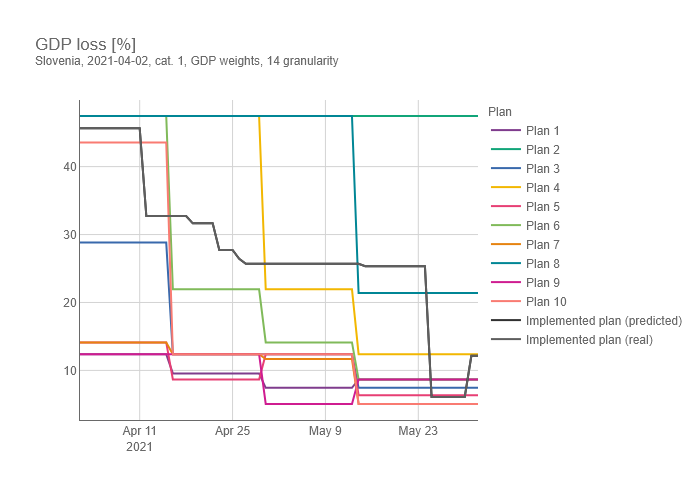 GDP loss [%]
Slovenia, 2021-04-02, cat. 1, GDP weights, 14 granularity
Plan
Plan 1
Plan 2
Plan 3
Plan 4
Plan 5
Plan 6
Plan 7
Plan 8
Plan 9
Plan 10
Implemented plan (predicted)
Implemented plan (real)
40
30
20
10
Apr 11
2021
Apr 25
May 9
May 23